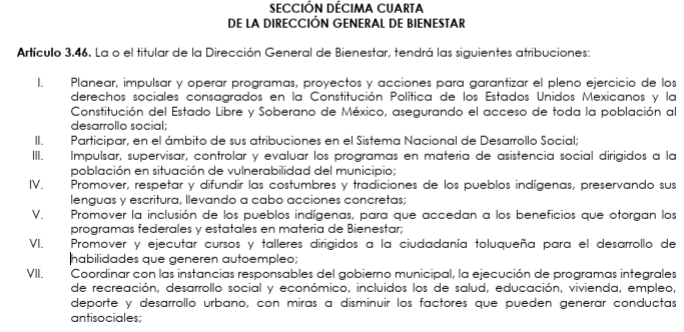 SECCIÓN DÉCIMA CUARTA
DE LA DIRECCIÓN GENERAL DE BIENESTAR
Artículo 3.46. La o el titular de la Dirección General de Bienestar, tendrá las siguientes atribuciones:
I. Planear, impulsar y operar programas, proyectos y acciones para garantizar el pleno ejercicio de los
derechos sociales consagrados en la Constitución Política de los Estados Unidos Mexicanos y la
Constitución del Estado Libre y Soberano de México, asegurando el acceso de toda la población al
desarrollo social;
II. Participar, en el ámbito de sus atribuciones en el Sistema Nacional de Desarrollo Social;
III. Impulsar, supervisar, controlar y evaluar los programas en materia de asistencia social dirigidos a la
población en situación de vulnerabilidad del municipio;
IV. Promover, respetar y difundir las costumbres y tradiciones de los pueblos indígenas, preservando sus
lenguas y escritura, llevando a cabo acciones concretas;
V. Promover la inclusión de los pueblos indígenas, para que accedan a los beneficios que otorgan los
programas federales y estatales en materia de Bienestar;
VI. Promover y ejecutar cursos y talleres dirigidos a la ciudadanía toluqueña para el desarrollo de
habilidades que generen autoempleo;
VII. Coordinar con las instancias responsables del gobierno municipal, la ejecución de programas integrales
de recreación, desarrollo social y económico, incluidos los de salud, educación, vivienda, empleo,
deporte y desarrollo urbano, con miras a disminuir los factores que pueden generar conductas
antisociales;